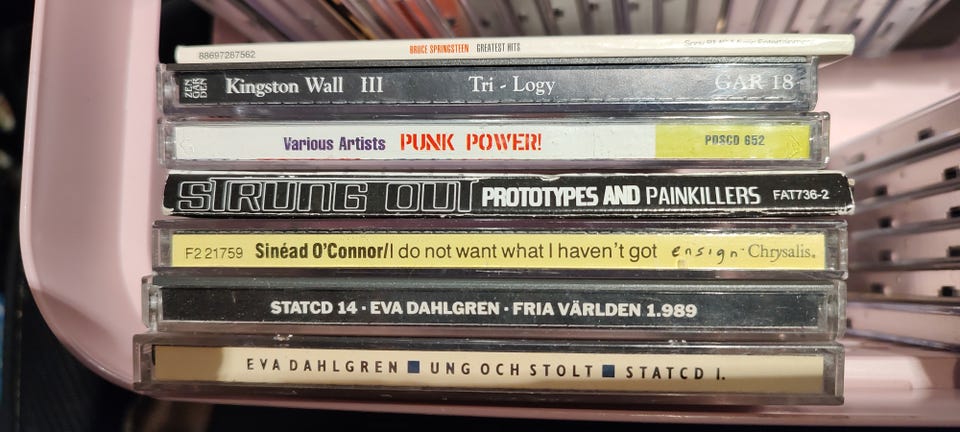 88697287562 BRUCE SPRINGSTEEN GREATEST HITS
ZEN GAR DEN Kingston Wall III Tri - Logy GAR 18
Various Artists PUNK POWER! PDSCD 652
STRUNG OUT PROTOTYPES AND PAINKILLERS FAT736-2
F2 21759 Sinéad O'Connor/I do not want what I haven't got ensign Chrysalis.
STATCD 14 · EVA DAHLGREN · FRIA VÄRLDEN 1.989
EVA DAHLGREN ■ UNG OCH STOLT ■ STATCD I.